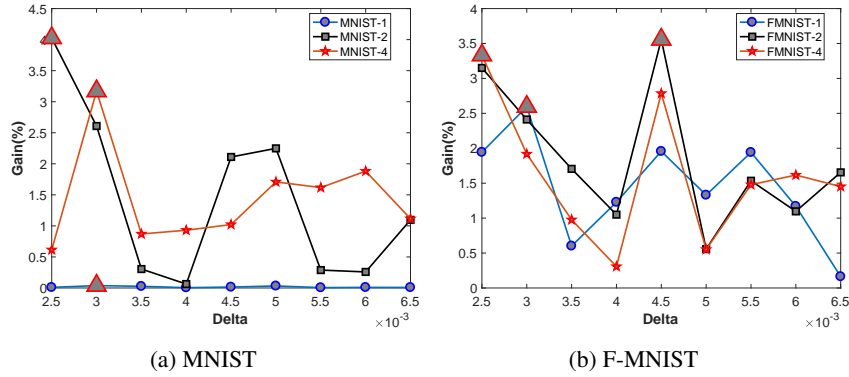 4.5
4
3.5
3
2.5
2
1.5
1
0.5
0
Gain(%)
2.5 3 3.5 4 4.5 5 5.5 6 6.5
Delta
×10⁻³
MNIST-1
MNIST-2
MNIST-4
(a) MNIST
4
3.5
3
2.5
2
1.5
1
0.5
0
Gain(%)
2.5 3 3.5 4 4.5 5 5.5 6 6.5
Delta
×10⁻³
FMNIST-1
FMNIST-2
FMNIST-4
(b) F-MNIST